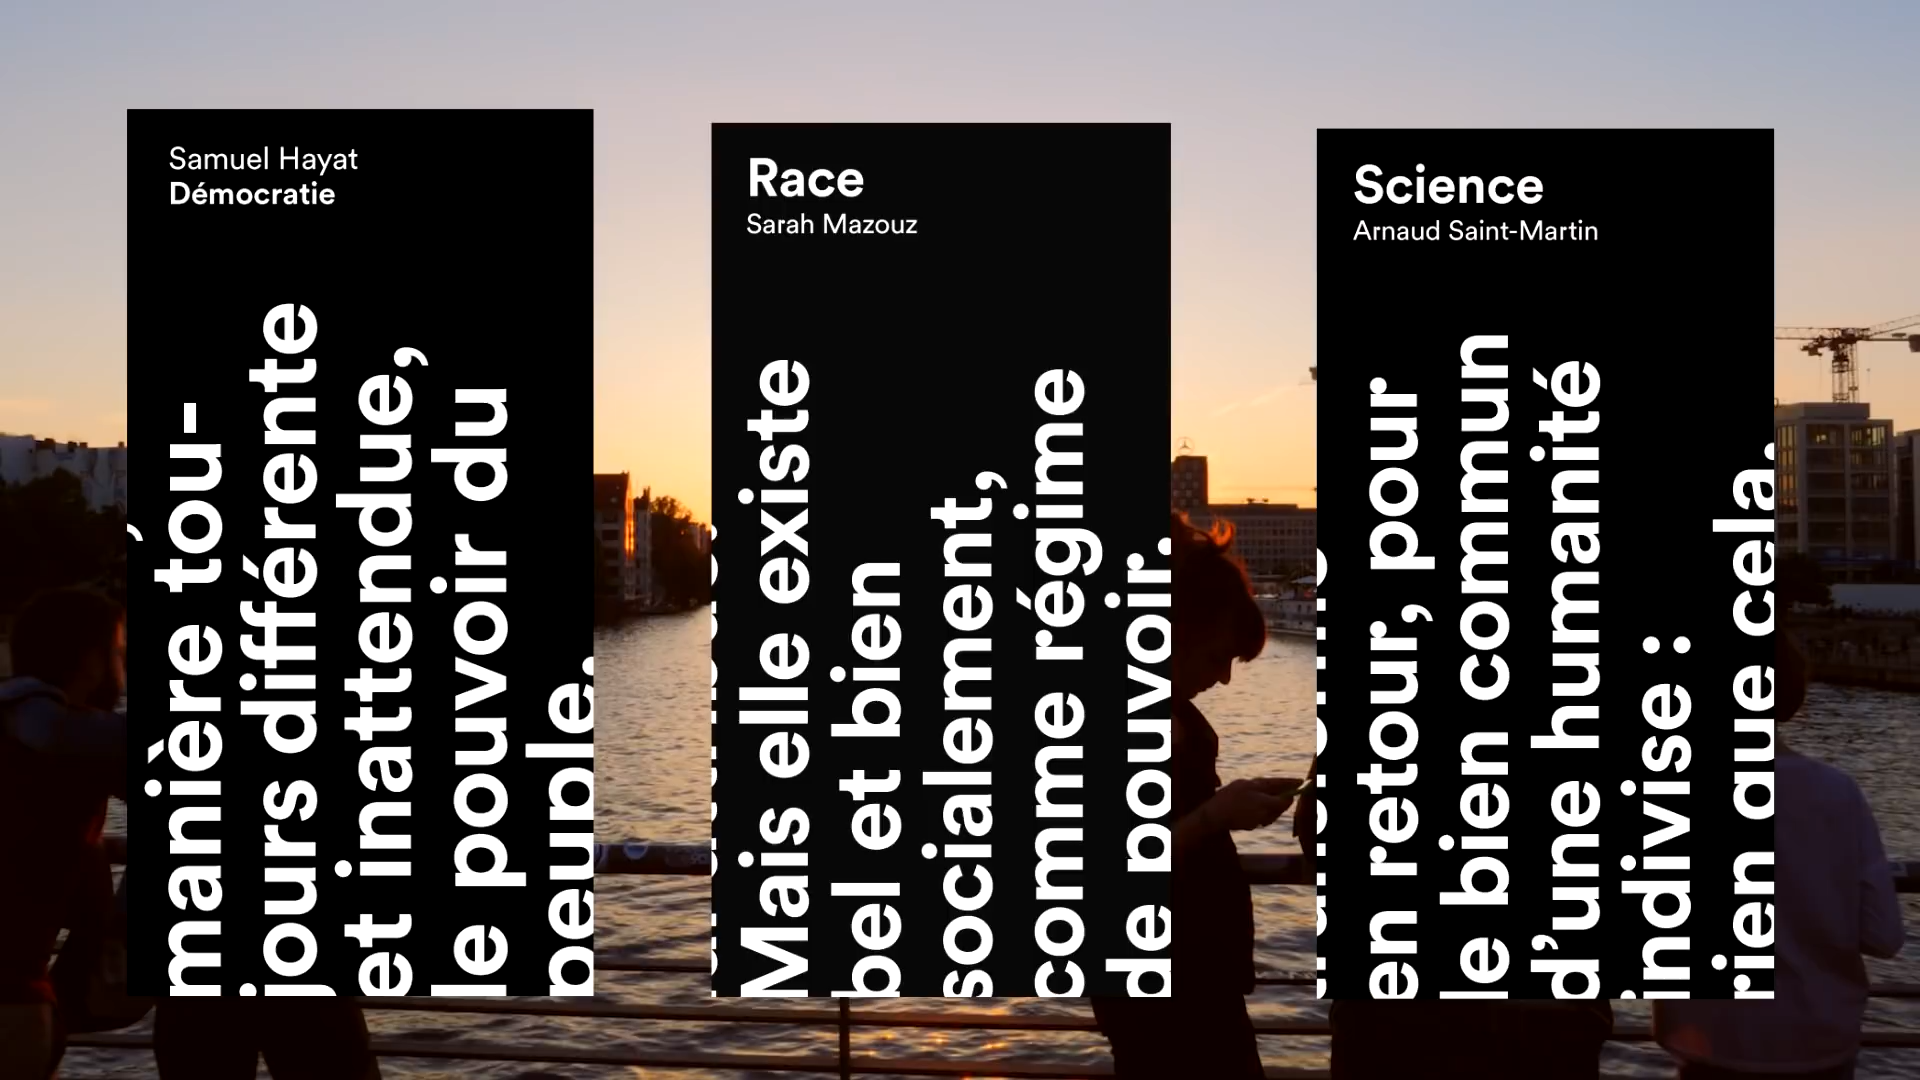 Samuel Hayat
Démocratie
manière tou-
jours différente
et inattendue,
le pouvoir du
peuple.
Race
Sarah Mazouz
Mais elle existe
bel et bien
socialement,
comme régime
de pouvoir.
Science
Arnaud Saint-Martin
en retour, pour
le bien commun
d’une humanité
indivise :
rien que cela.